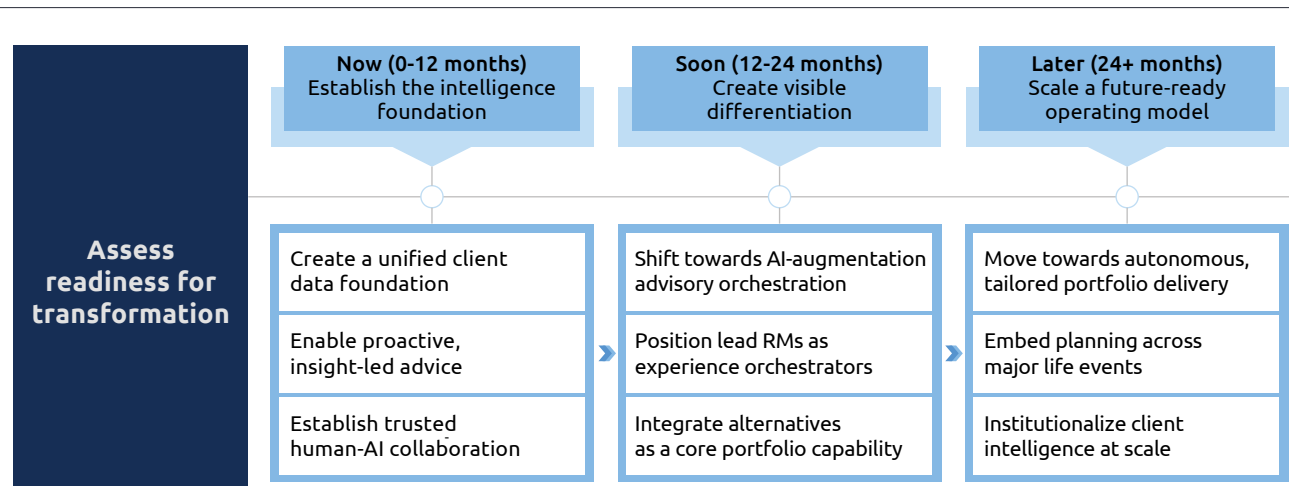 Assess
readiness for
transformation
Now (0-12 months)
Establish the intelligence
foundation
Create a unified client
data foundation
Enable proactive,
insight-led advice
Establish trusted
human-AI collaboration
Soon (12-24 months)
Create visible
differentiation
Shift towards AI-augmentation
advisory orchestration
Position lead RMs as
experience orchestrators
Integrate alternatives
as a core portfolio capability
Later (24+ months)
Scale a future-ready
operating model
Move towards autonomous,
tailored portfolio delivery
Embed planning across
major life events
Institutionalize client
intelligence at scale